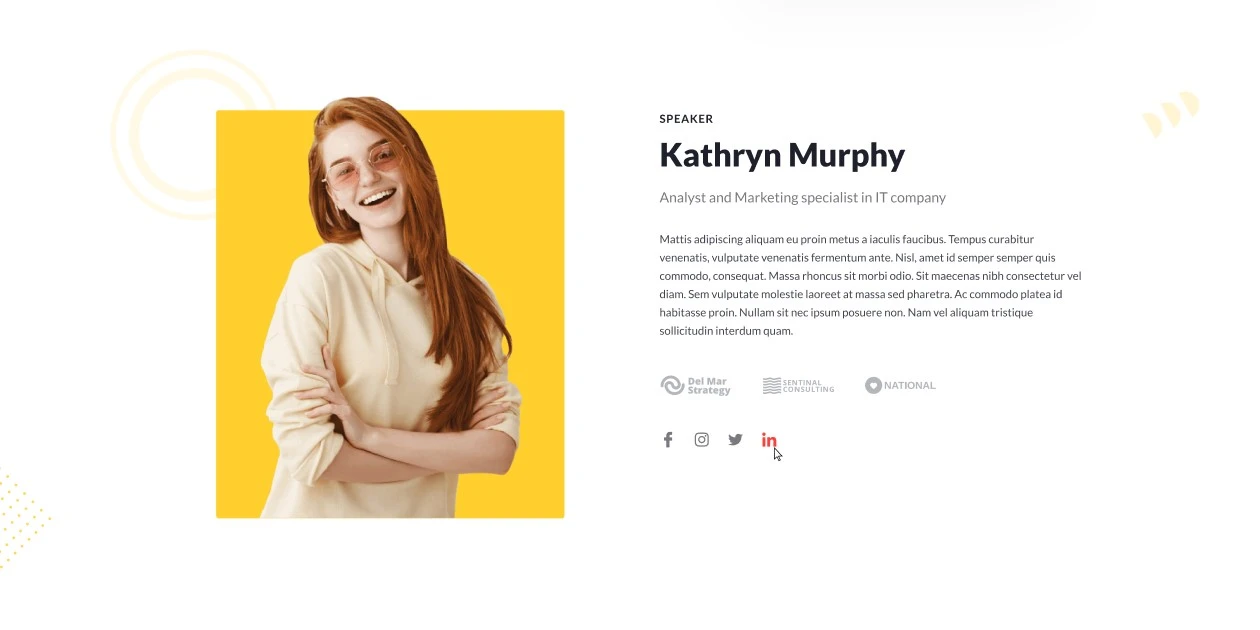 SPEAKER
Kathryn Murphy
Analyst and Marketing specialist in IT company
Mattis adipiscing aliquam eu proin metus a iaculis faucibus. Tempus curabitur
venenatis, vulputate venenatis fermentum ante. Nisl, amet id semper semper quis
commodo, consequat. Massa rhoncus sit morbi odio. Sit maecenas nibh consectetur vel
diam. Sem vulputate molestie laoreet at massa sed pharetra. Ac commodo platea id
habitasse proin. Nullam sit nec ipsum posuere non. Nam vel aliquam tristique
sollicitudin interdum quam.
Del Mar
Strategy
SENTINAL
CONSULTING
NATIONAL
in